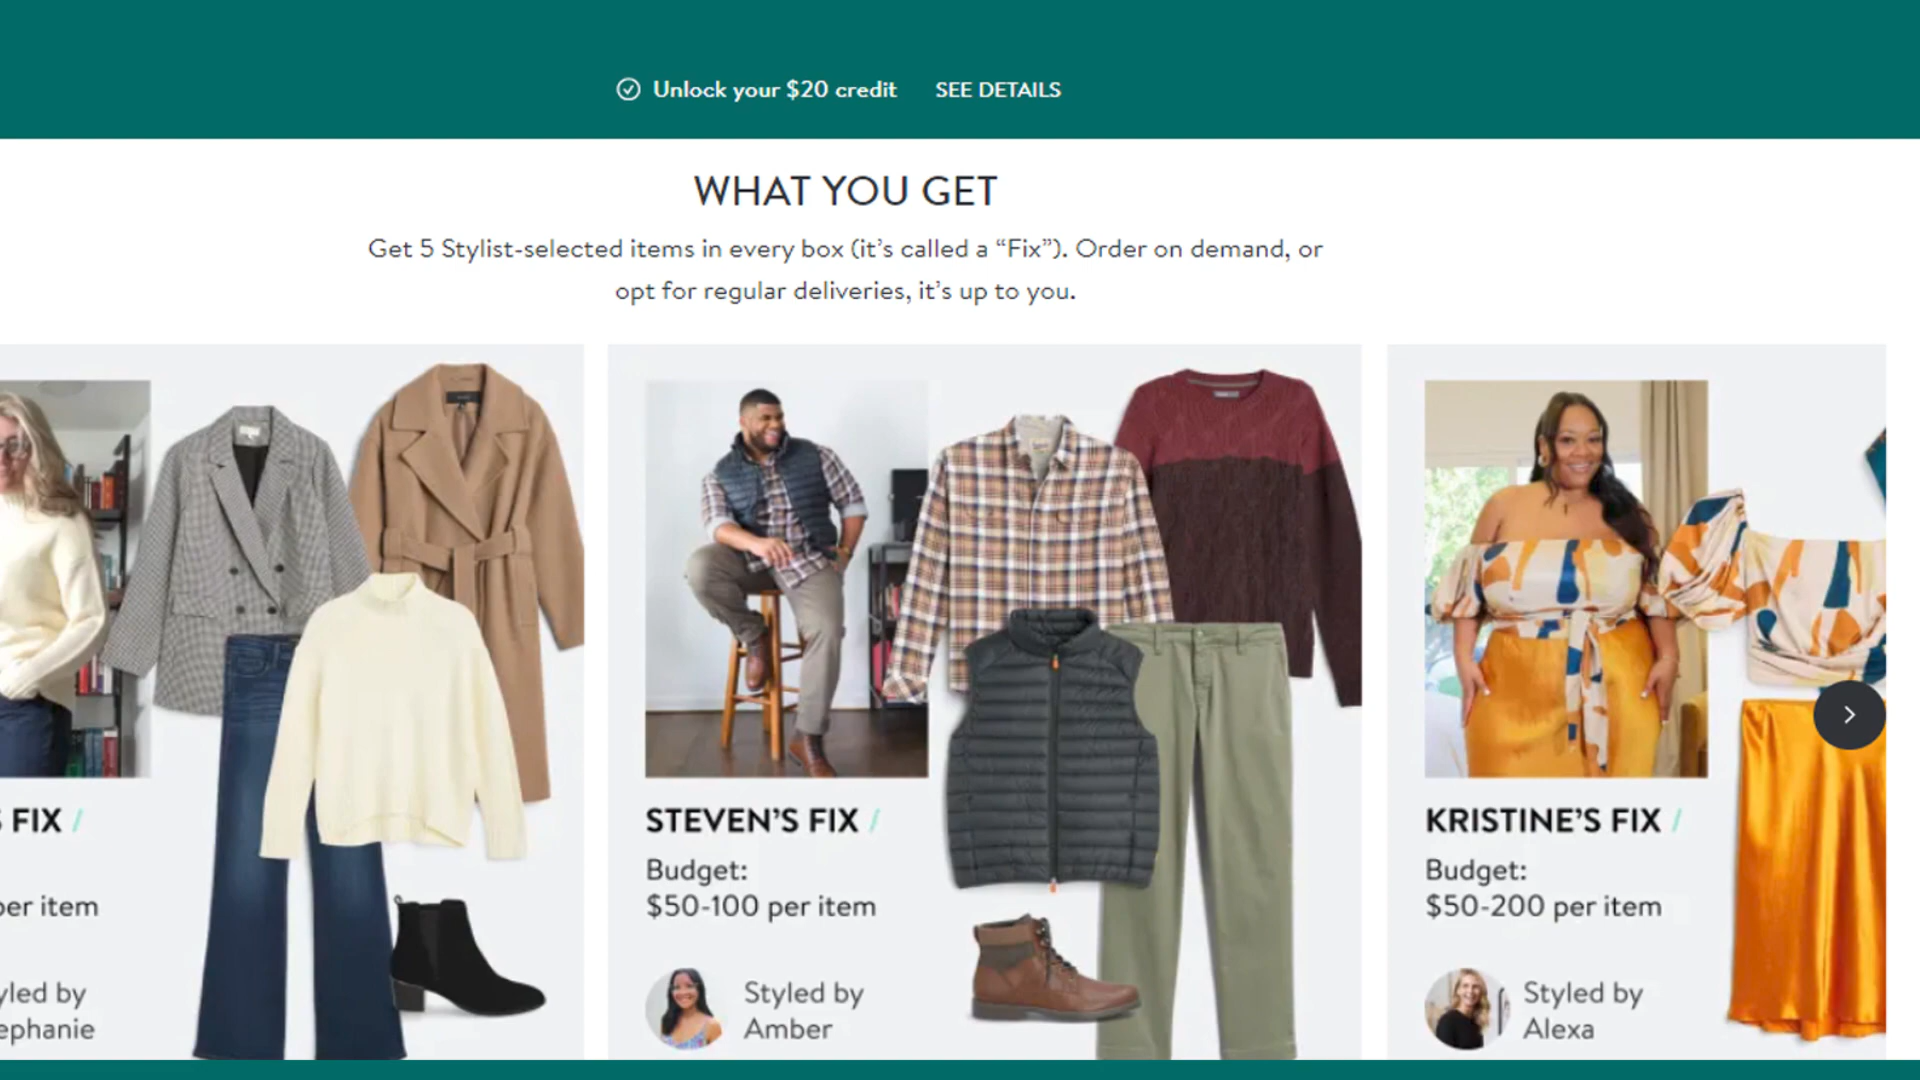 Unlock your $20 credit SEE DETAILS
WHAT YOU GET
Get 5 Stylist-selected items in every box (it’s called a “Fix”). Order on demand, or
opt for regular deliveries, it’s up to you.
FIX /
per item
Styled by
ephanie
STEVEN’S FIX /
Budget:
$50-100 per item
Styled by
Amber
KRISTINE’S FIX /
Budget:
$50-200 per item
Styled by
Alexa